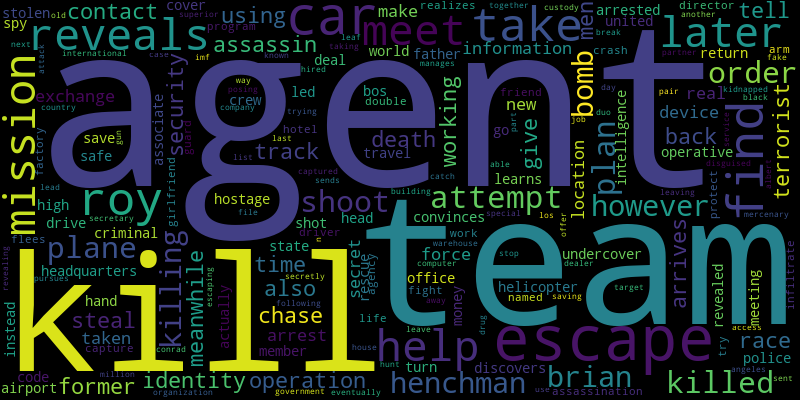 spy
stolen
old
contact
cover
program
superior
using
car
make
realizes
together
custody
arrested
director
another
tell
leaf
taking
world
united
break
reveals
meet
take
men
later
next
international
assassin
case
imf
known
deal
father
information
crash
partner
return
arm
fake
attack
hired
mission
agent
kill
team
exchange
crew
led
bos
double
working
friend
bomb
day
order
kidnapped
black
real
pair
country
associate
security
guard
way
posing
save
safe
gun
company
trying
last
hotel
track
list
death
travel
new
go
give
part
job
duo
able
plan
intelligence
device
back
operative
find
terrorist
factory
lead
roy
high
drive
secretary
criminal
girlfriend
hostage
file
captured
sends
shoot
building
catch
attempt
learns
location
however
protect
disguised
leaving
mercenary
flees
plane
headquarters
killing
meanwhile
shot
driver
head
convinces
special
los
offer
undercover
arrives
state
secret
rescue
force
work
warehouse
revealing
pursues
instead
hand
steal
taken
capture
code
airport
former
conrad
million
identity
organization
time
also
secretly
escaping
following
chase
actually
arrest
member
operation
government
life
eventually
agency
office
fight
computer
away
stop
dealer
helicopter
named
saving
target
money
escape
help
leave
house
turn
hunt
drug
discovers
henchman
assassination
use
brian
killed
revealed
try
meeting
access
angeles
infiltrate
race
police
sent
manages